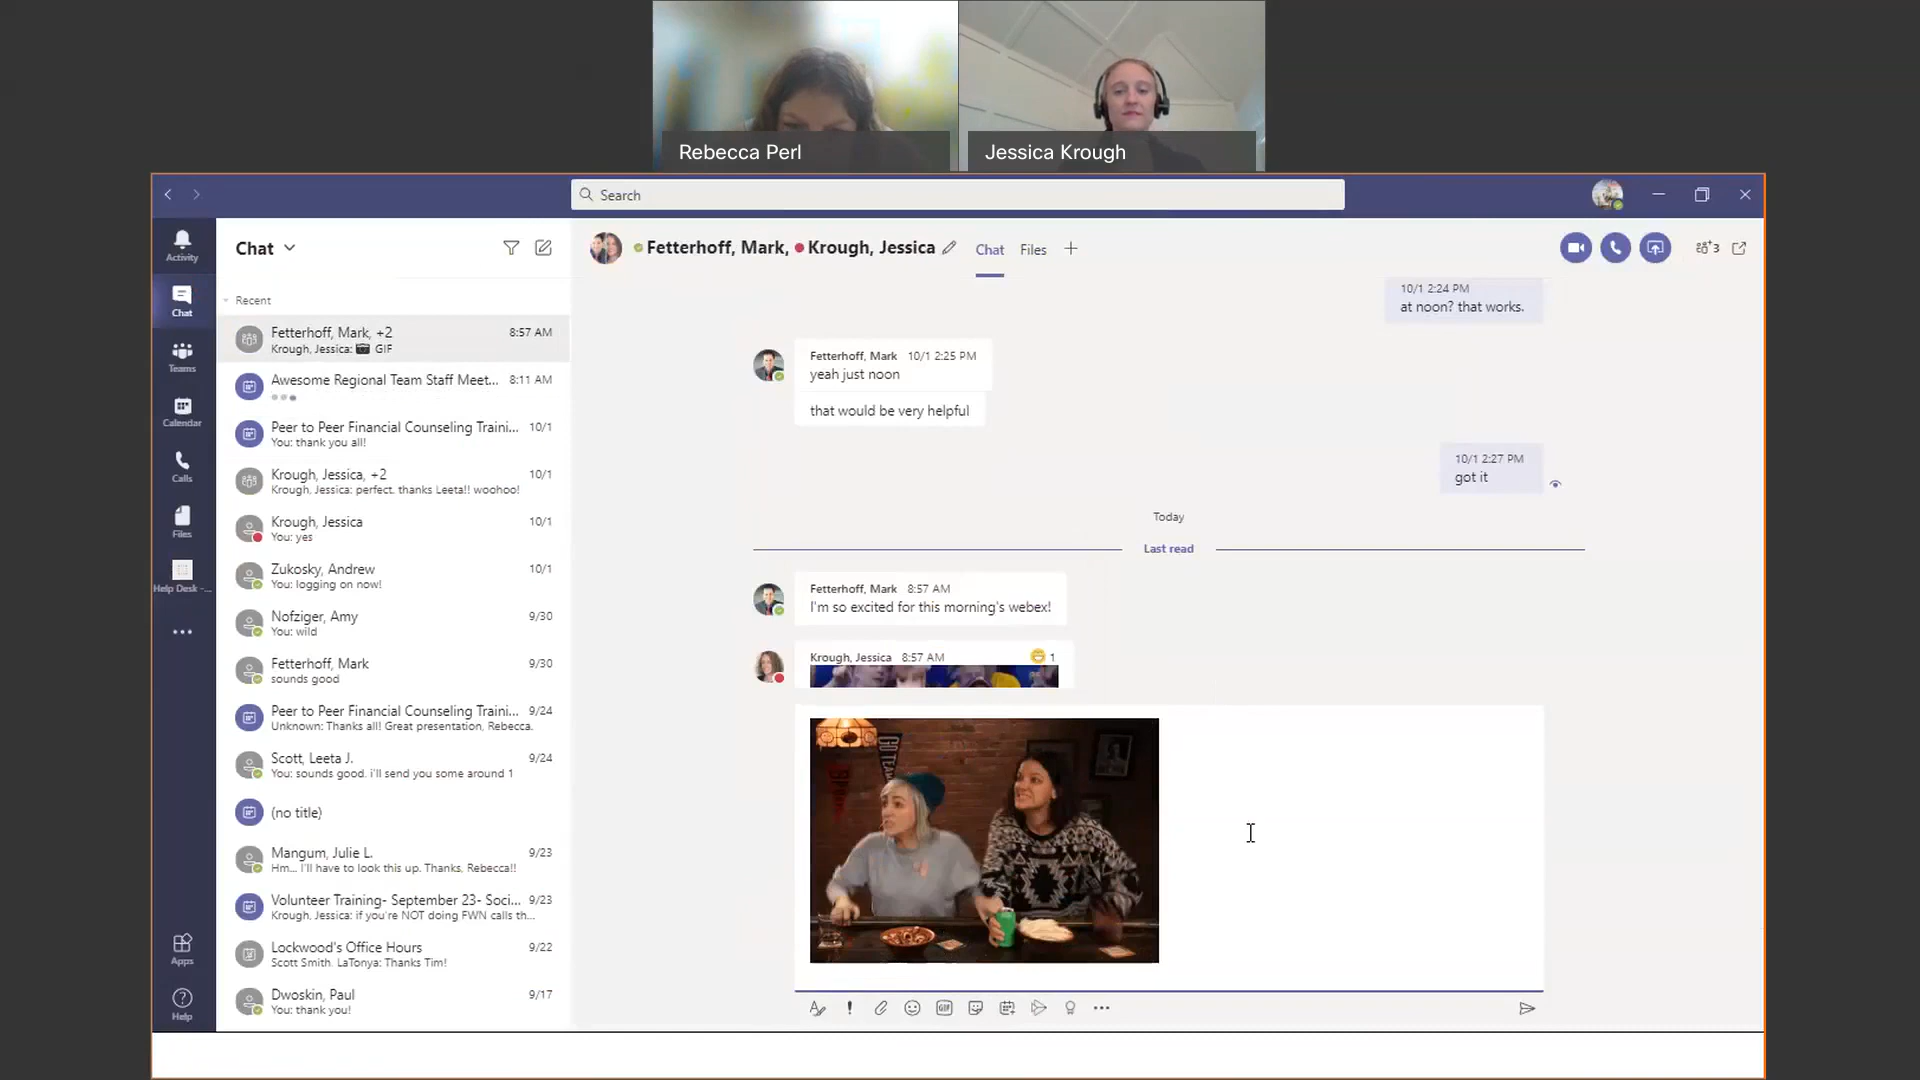 Rebecca Perl
Jessica Krough
Search
Activity
Chat
Teams
Calendar
Calls
Files
Help Desk -...
Apps
Help
Chat
Recent
Fetterhoff, Mark, +2 8:57 AM
Krough, Jessica: GIF
Awesome Regional Team Staff Meet... 8:11 AM
Peer to Peer Financial Counseling Traini... 10/1
You: thank you all!
Krough, Jessica, +2 10/1
Krough, Jessica: perfect. thanks Leeta!! woohoo!
Krough, Jessica 10/1
You: yes
Zukosky, Andrew 10/1
You: logging on now!
Nofziger, Amy 9/30
You: wild
Fetterhoff, Mark 9/30
sounds good
Peer to Peer Financial Counseling Traini... 9/24
Unknown: Thanks all! Great presentation, Rebecca.
Scott, Leeta J. 9/24
You: sounds good. i'll send you some around 1
(no title)
Mangum, Julie L. 9/23
Hm... I'll have to look this up. Thanks, Rebecca!!
Volunteer Training- September 23- Soci... 9/23
Krough, Jessica: if you're NOT doing FWN calls th...
Lockwood's Office Hours 9/22
Scott Smith, LaTonya: Thanks Tim!
Dwoskin, Paul 9/17
You: thank you!
Fetterhoff, Mark, Krough, Jessica Chat Files
3
10/1 2:24 PM
at noon? that works.
Fetterhoff, Mark 10/1 2:25 PM
yeah just noon
that would be very helpful
10/1 2:27 PM
got it
Today
Last read
Fetterhoff, Mark 8:57 AM
I'm so excited for this morning's webex!
Krough, Jessica 8:57 AM 1
GO TEAM
GIF